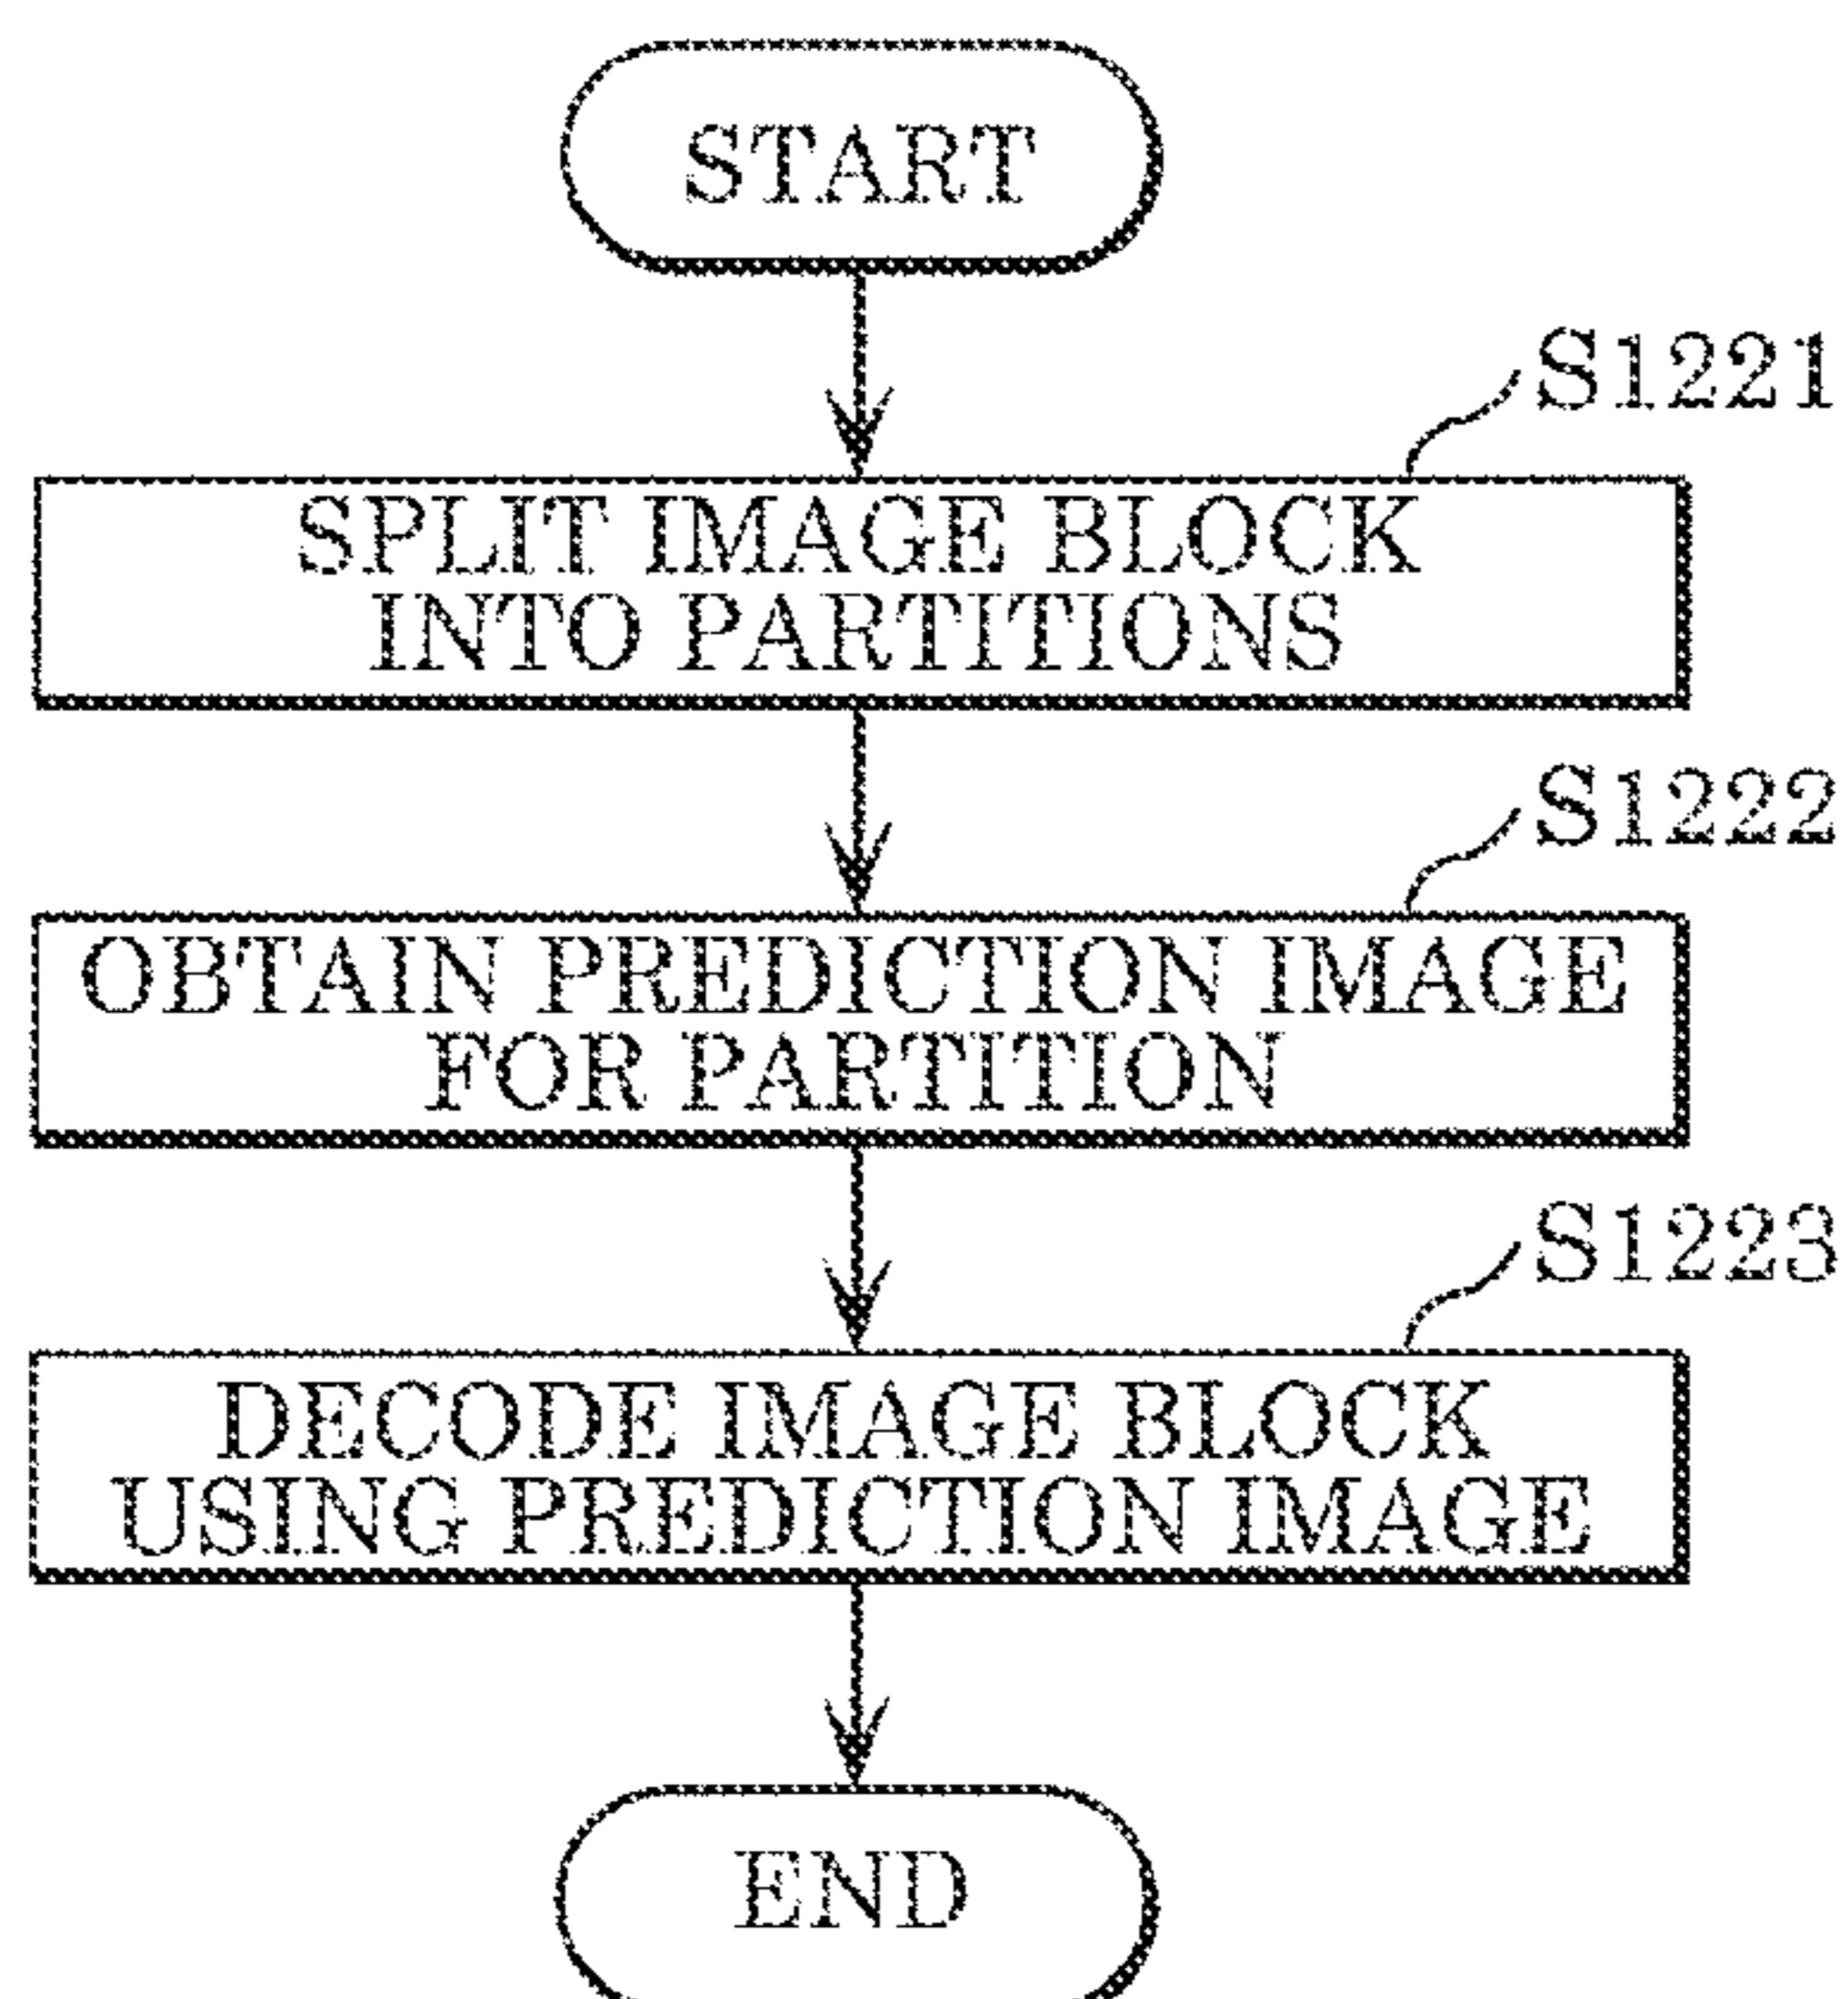 START
S1221
SPLIT IMAGE BLOCK
INTO PARTITIONS
S1222
OBTAIN PREDICTION IMAGE
FOR PARTITION
S1223
DECODE IMAGE BLOCK
USING PREDICTION IMAGE
END